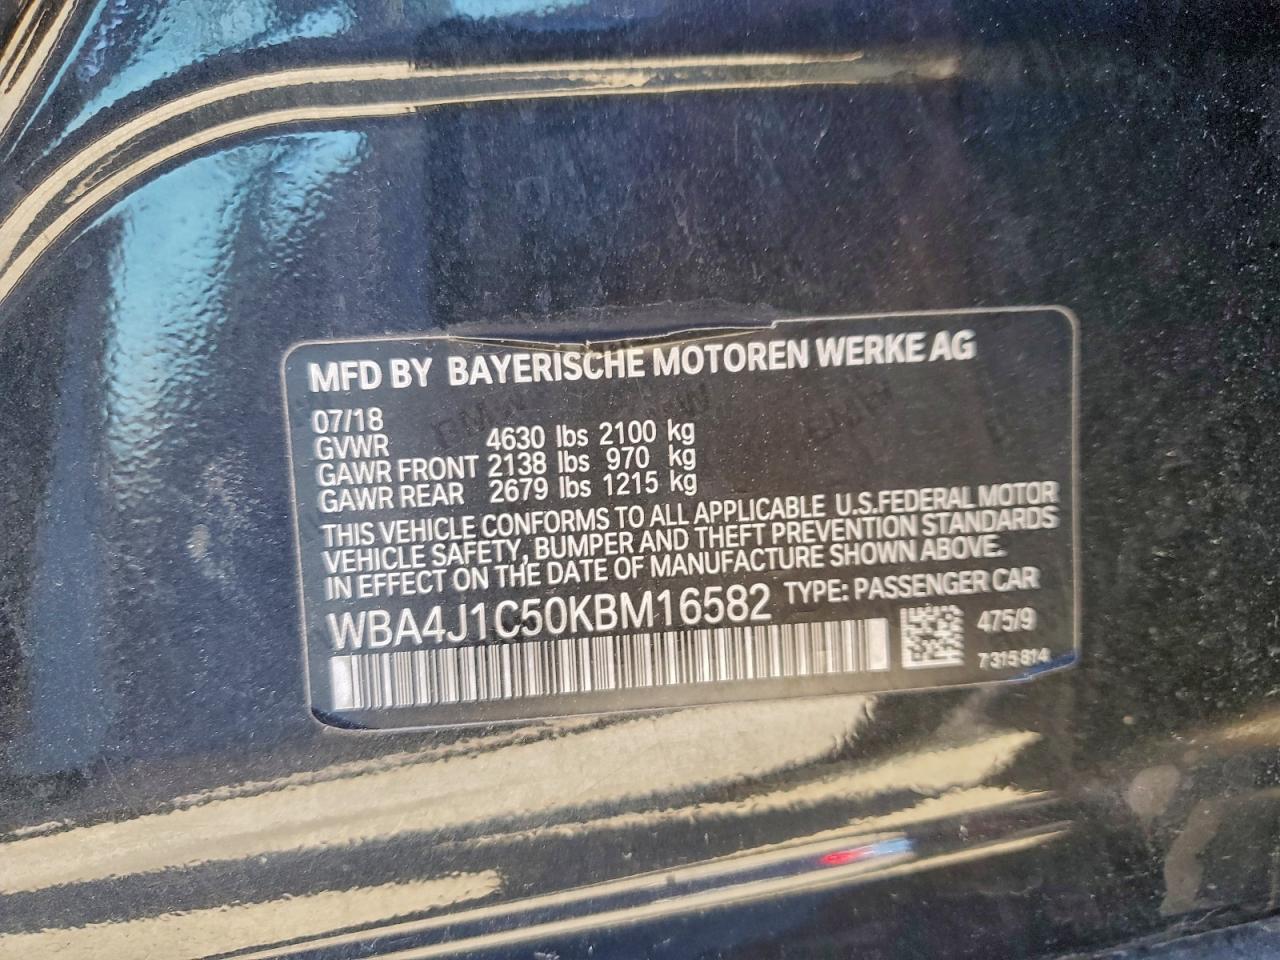 MFD BY BAYERISCHE MOTOREN WERKE AG
07/18
GVWR 4630 lbs 2100 kg
GAWR FRONT 2138 lbs 970 kg
GAWR REAR 2679 lbs 1215 kg
THIS VEHICLE CONFORMS TO ALL APPLICABLE U.S.FEDERAL MOTOR
VEHICLE SAFETY, BUMPER AND THEFT PREVENTION STANDARDS
IN EFFECT ON THE DATE OF MANUFACTURE SHOWN ABOVE.
WBA4J1C50KBM16582 TYPE: PASSENGER CAR
475/9
7 315 814